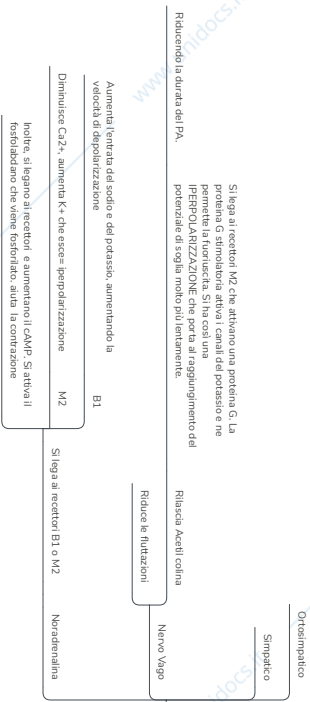 Ortosimpatico
Simpatico
Nervo Vago
Rilascia Acetil colina
Si lega ai recettori M2 che attivano una proteina G. La
proteina G stimolatoria attiva i canali del potassio e ne
permette la fuoriuscita. Si ha così una
IPERPOLARIZZAZIONE che porta al raggiungimento del
potenziale di soglia molto più lentamente.
Riducendo la durata del PA.
Riduce le fluttazioni
Noradrenalina
Si lega ai recettori B1 o M2
B1
Aumenta l'entrata del sodio e del potassio, aumentando la
velocità di depolarizzazione
M2
Diminuisce Ca2+, aumenta K+ che esce= iperpolarizzazione
Inoltre, si legano ai recettori e aumentano il cAMP. Si attiva il
fosfolabdano che viene fosforilato, aiuta la contrazione